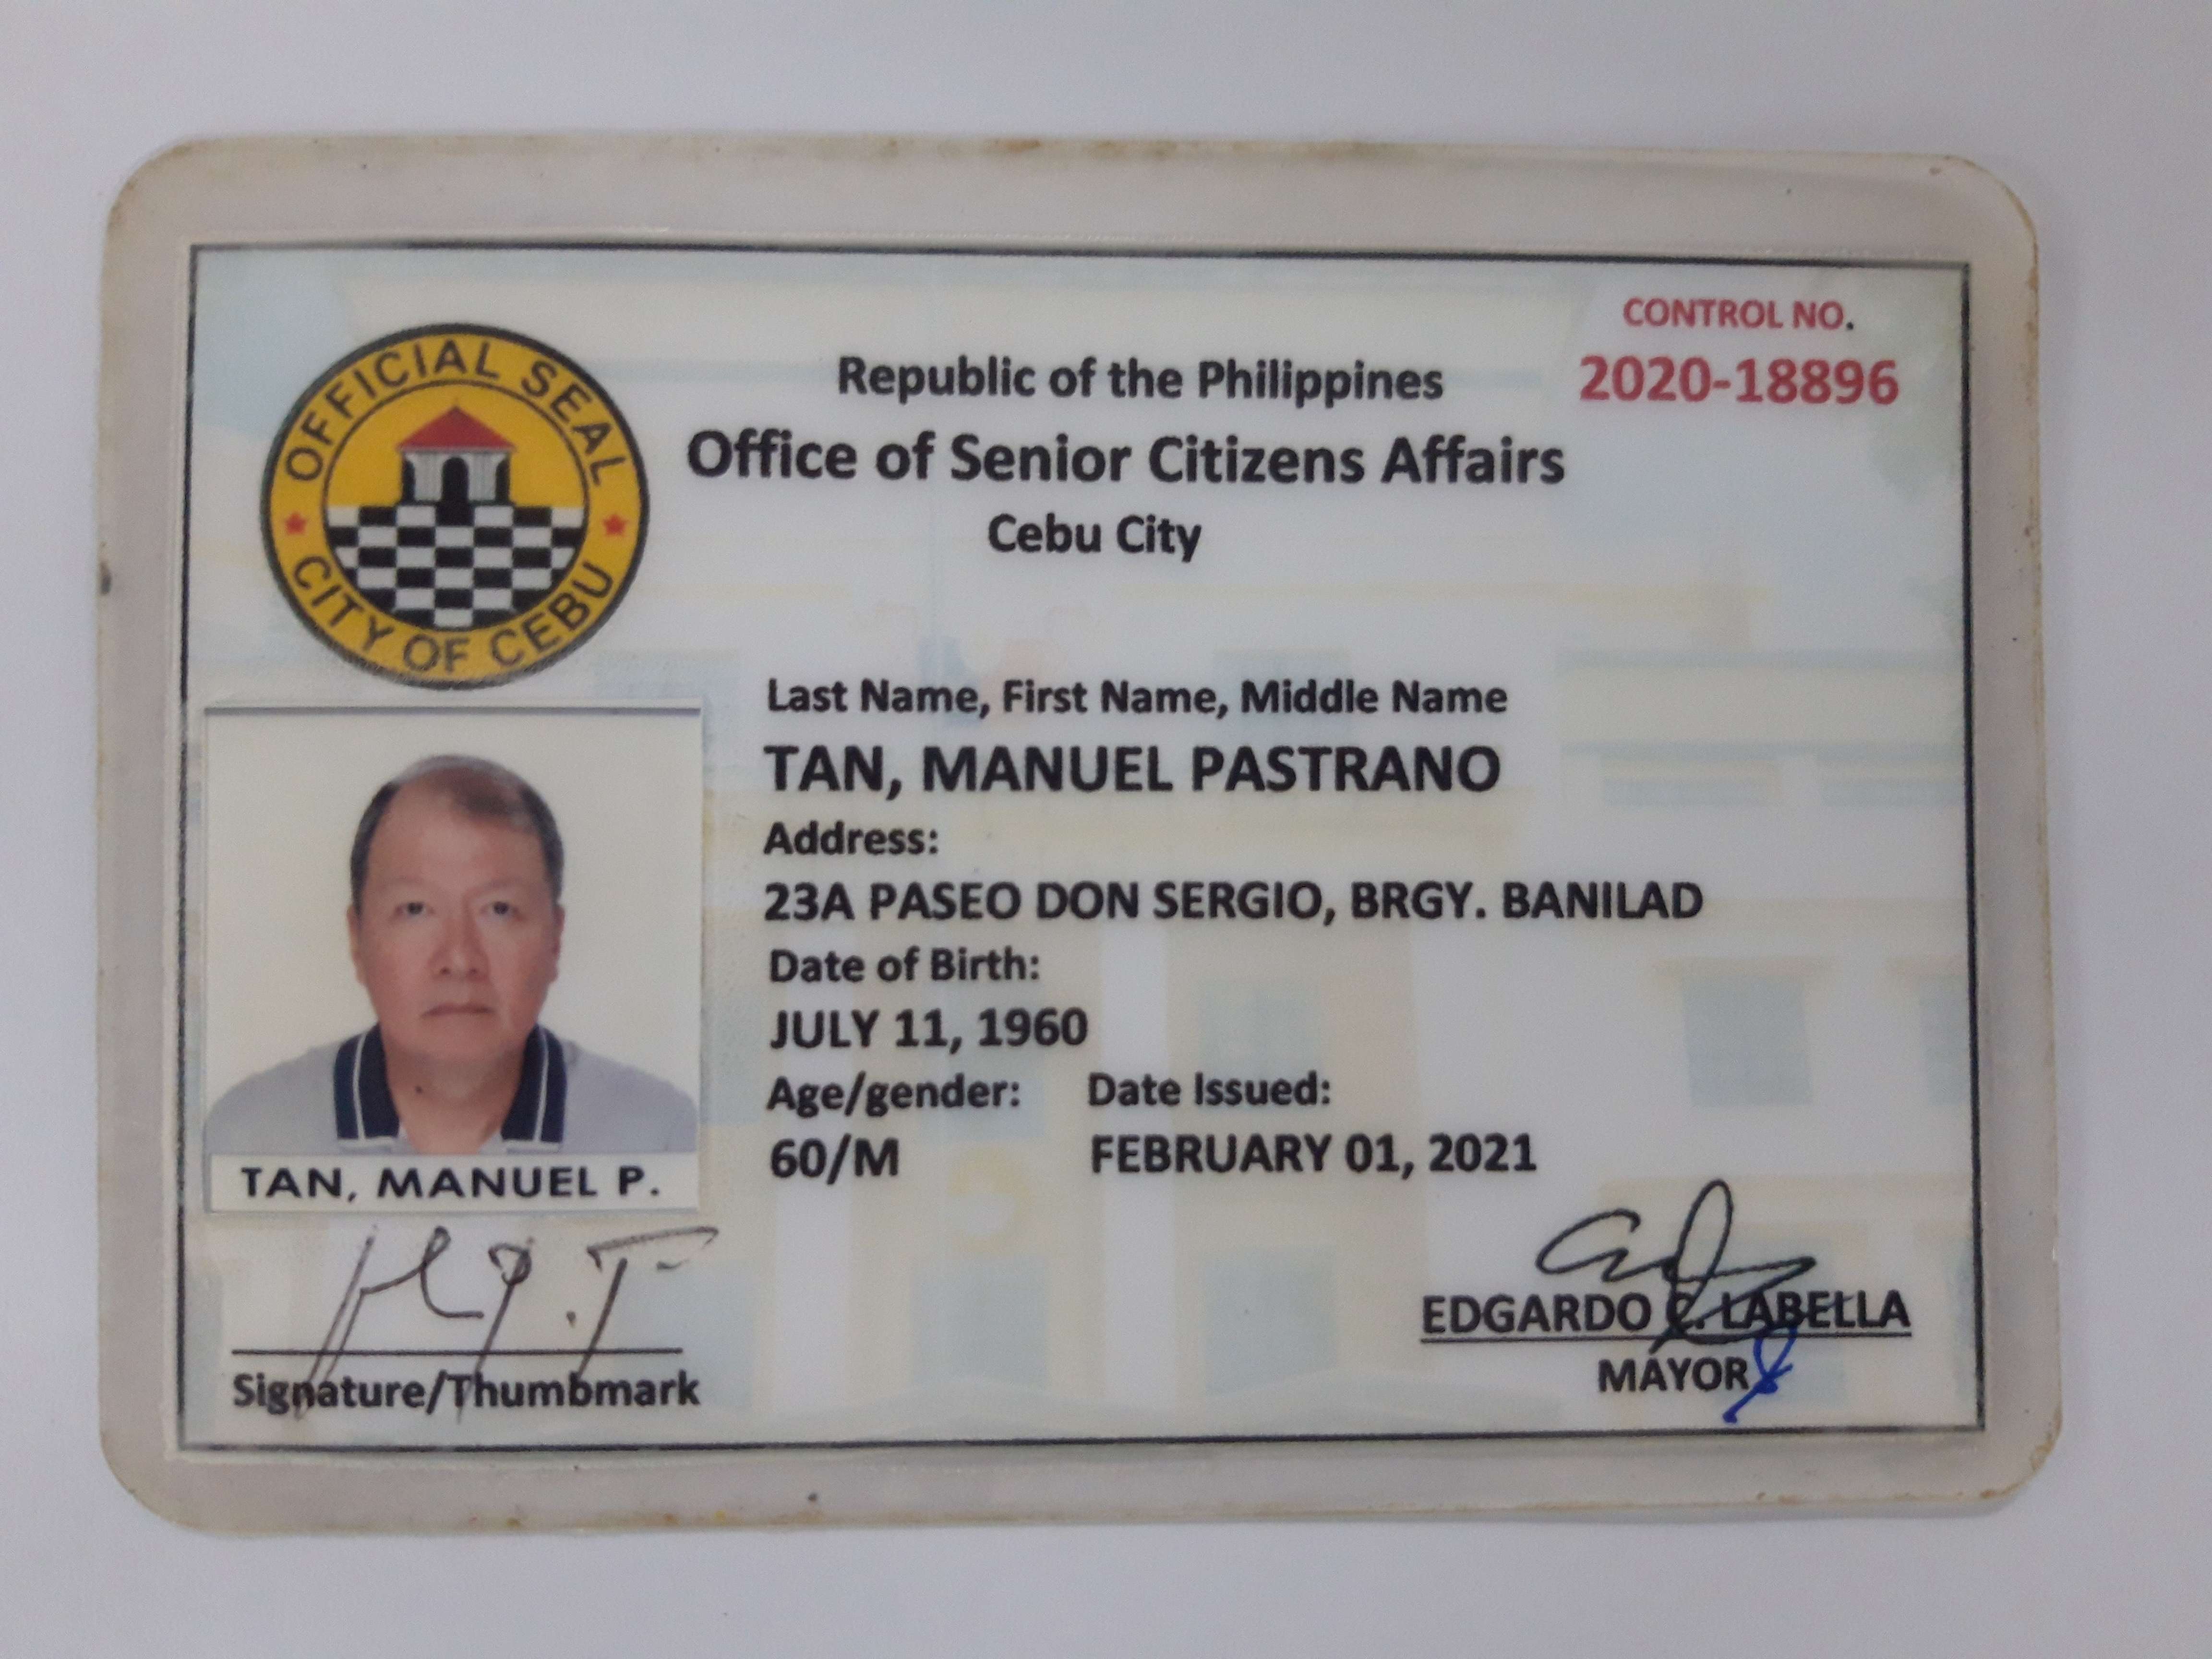 CONTROL NO.
2020-18896
Republic of the Philippines
Office of Senior Citizens Affairs
Cebu City
OFFICIAL SEAL
CITY OF CEBU
Last Name, First Name, Middle Name
TAN, MANUEL PASTRANO
Address:
23A PASEO DON SERGIO, BRGY. BANILAD
Date of Birth:
JULY 11, 1960
Age/gender: Date Issued:
60/M FEBRUARY 01, 2021
TAN, MANUEL P.
Signature/Thumbmark
EDGARDO C. LABELLA
MAYOR